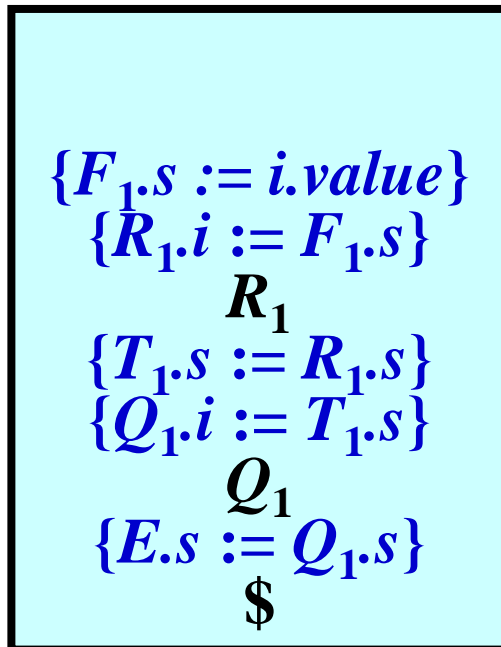 {F₁.s := i.value}
{R₁.i := F₁.s}
R₁
{T₁.s := R₁.s}
{Q₁.i := T₁.s}
Q₁
{E.s := Q₁.s}
$